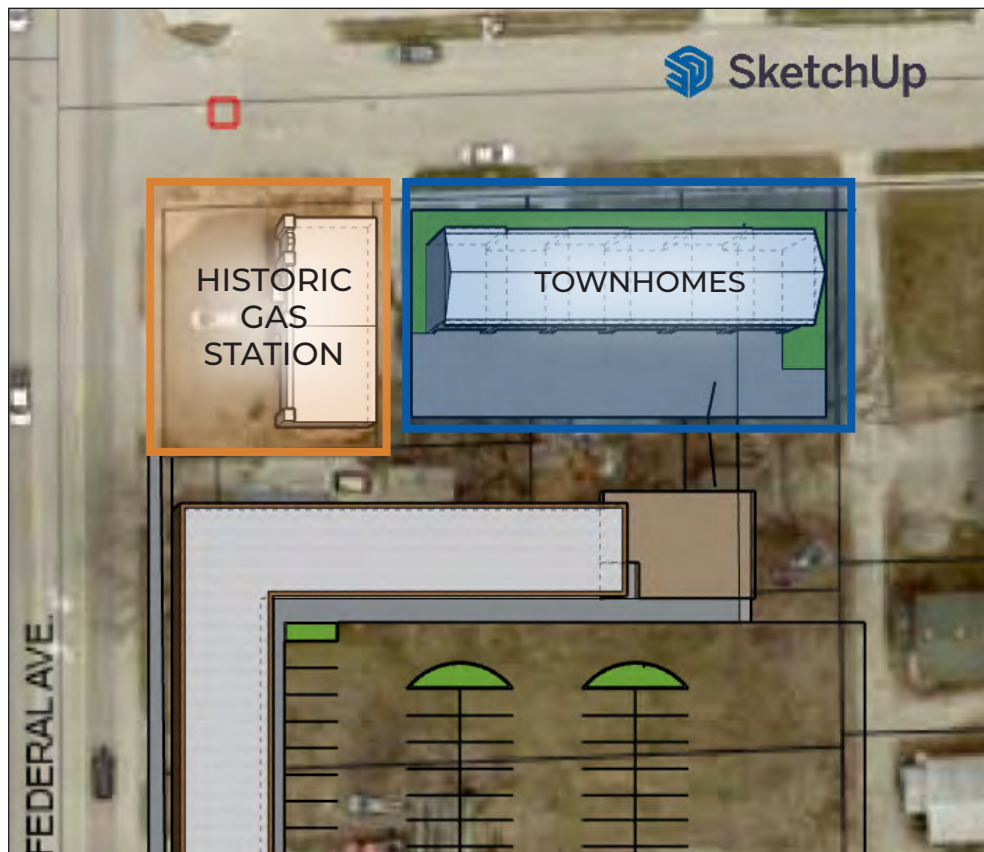 SketchUp
HISTORIC
GAS
STATION
TOWNHOMES
FEDERAL AVE.